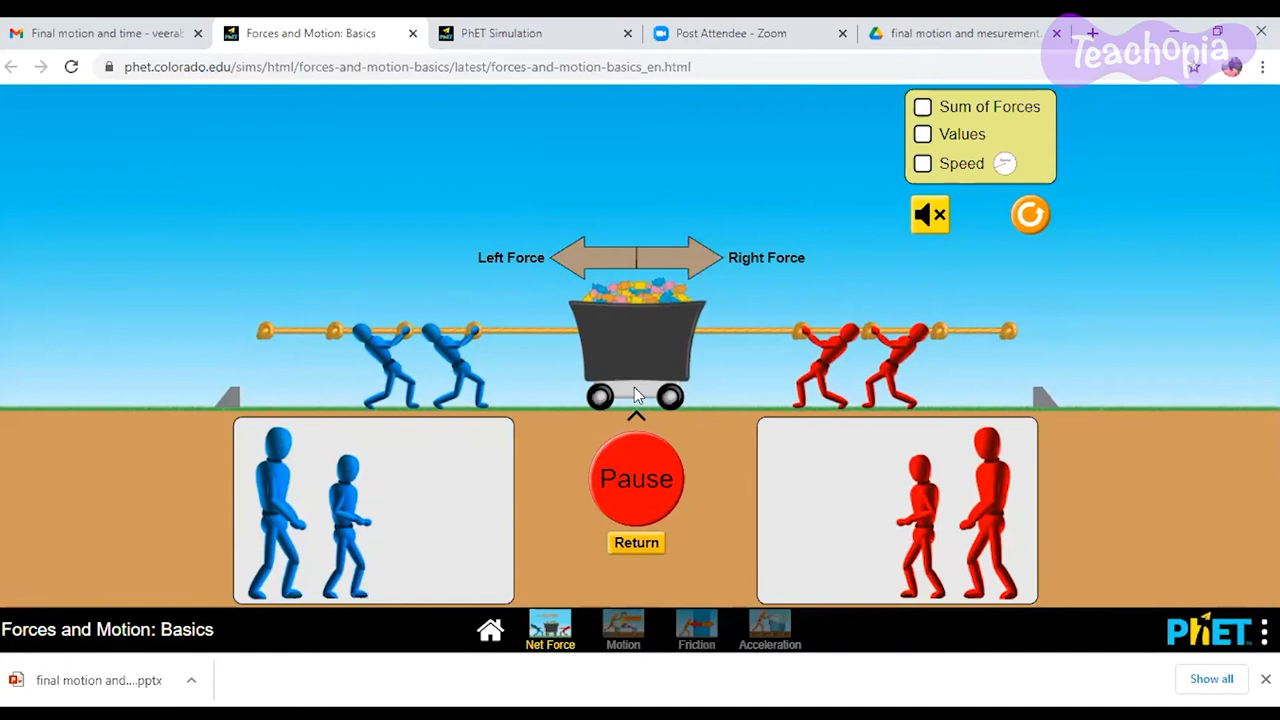 Final motion and time - veerab
Forces and Motion: Basics
PhET Simulation
Post Attendee - Zoom
final motion and mesurement.
Teachopia
phet.colorado.edu/sims/html/forces-and-motion-basics/latest/forces-and-motion-basics_en.html
Sum of Forces
Values
Speed
Left Force
Right Force
Pause
Return
Forces and Motion: Basics
Net Force
Motion
Friction
Acceleration
PhET
final motion and....pptx
Show all